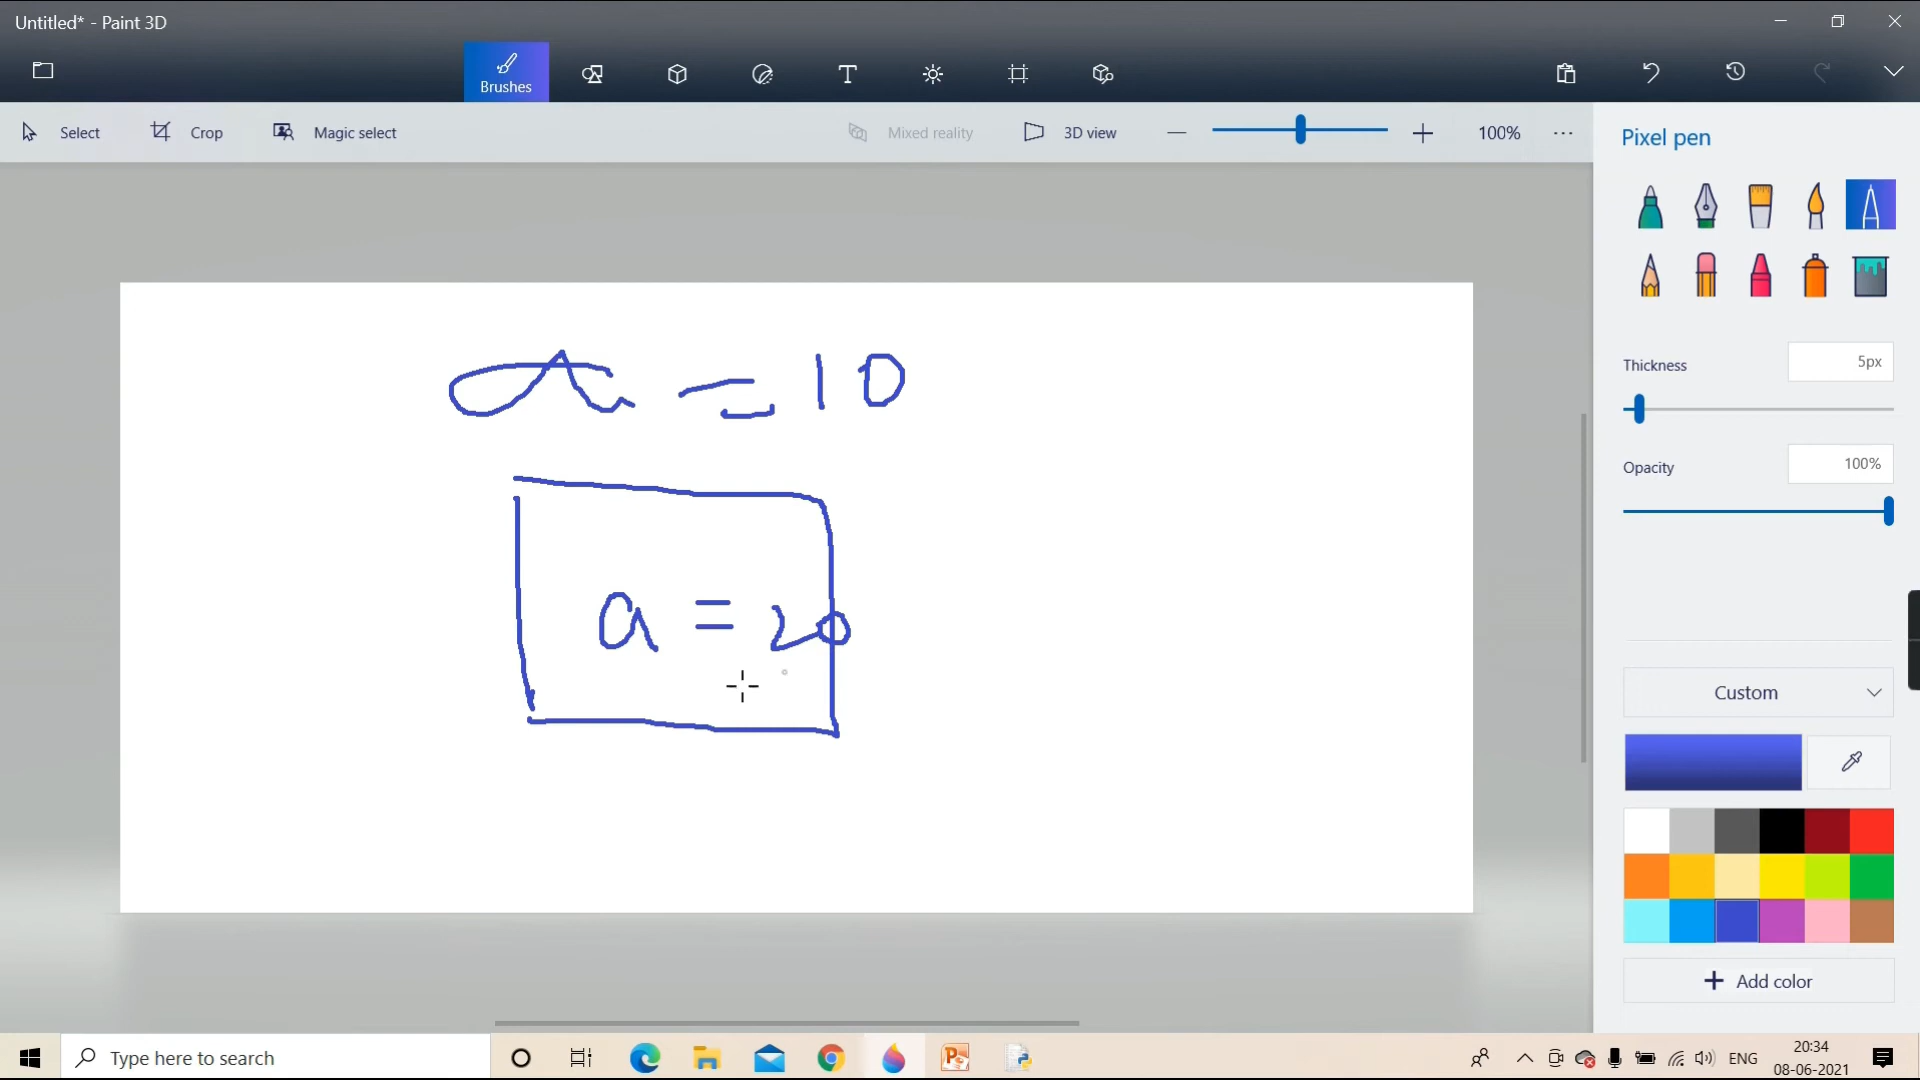 Untitled* - Paint 3D
Brushes
Select Crop Magic select Mixed reality 3D view 100%
Pixel pen
a = 10
Thickness 5px
Opacity 100%
a = 20
Custom
+ Add color
Type here to search
ENG
20:34
08-06-2021